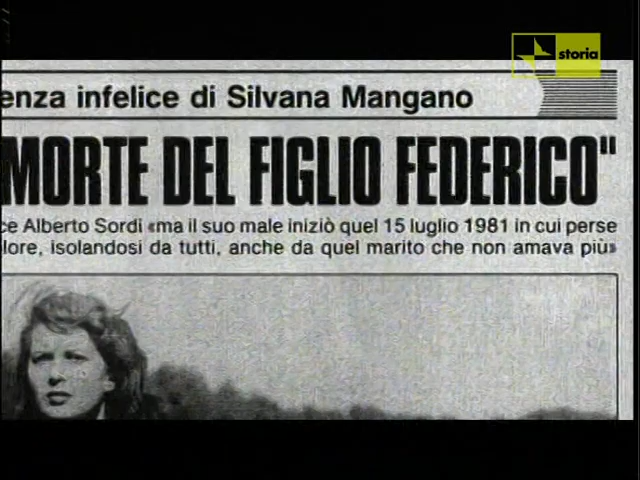 storia
enza infelice di Silvana Mangano
MORTE DEL FIGLIO FEDERICO"
ce Alberto Sordi «ma il suo male iniziò quel 15 luglio 1981 in cui perse
lore, isolandosi da tutti, anche da quel marito che non amava più»